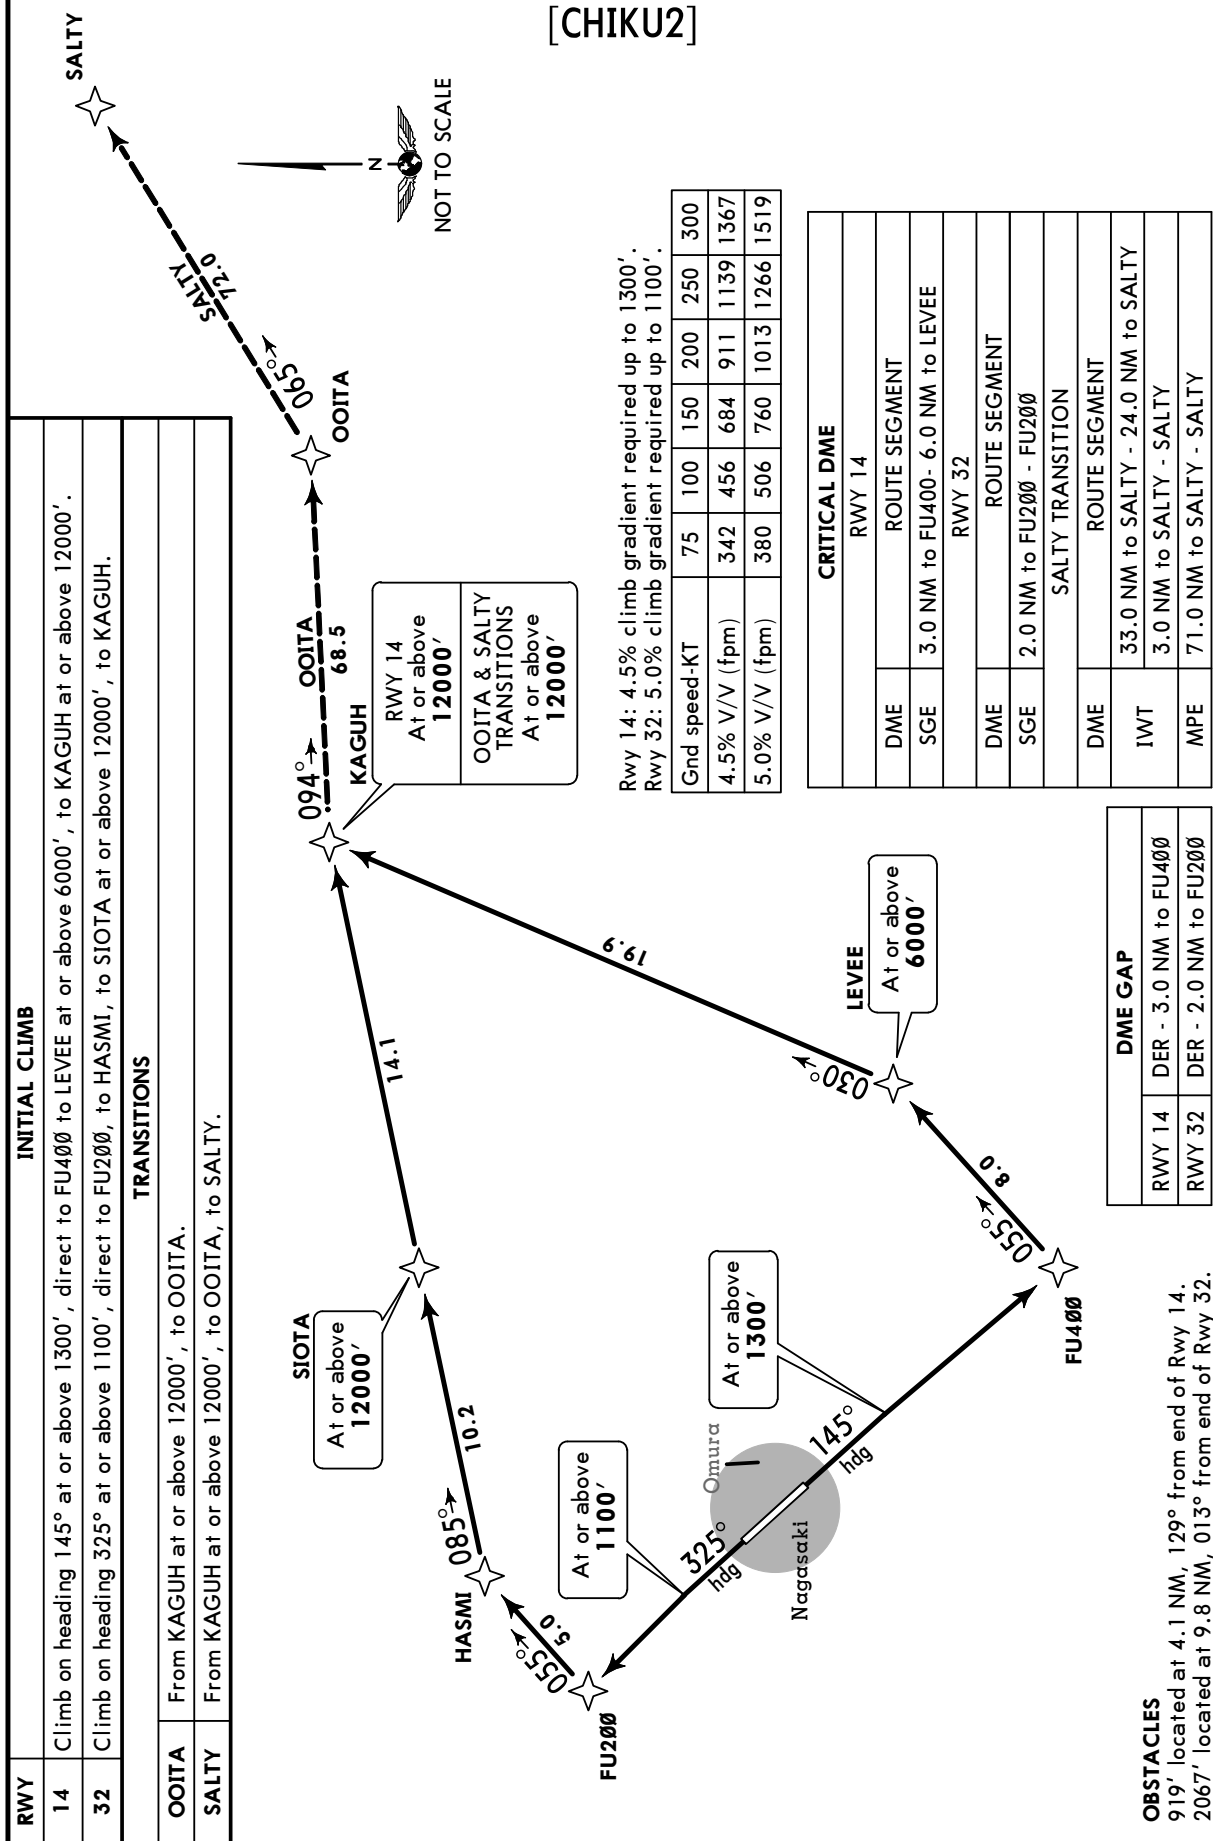 [CHIKU2]
RWY INITIAL CLIMB
14 Climb on heading 145° at or above 1300', direct to FU4ØØ to LEVEE at or above 6000', to KAGUH at or above 12000'.
32 Climb on heading 325° at or above 1100', direct to FU2ØØ, to HASMI, to SIOTA at or above 12000', to KAGUH.
TRANSITIONS
OOITA From KAGUH at or above 12000', to OOITA.
SALTY From KAGUH at or above 12000', to OOITA, to SALTY.
SALTY
SALTY
72.0
065°
OOITA
N
NOT TO SCALE
OOITA
68.5
094°
KAGUH
RWY 14
At or above
12000'
OOITA & SALTY
TRANSITIONS
At or above
12000'
14.1
19.9
SIOTA
At or above
12000'
10.2
085°
HASMI
5.0
055°
FU2ØØ
At or above
1100'
325°
hdg
Omura
Nagasaki
145°
hdg
At or above
1300'
FU4ØØ
055°
8.0
LEVEE
At or above
6000'
030°
Rwy 14: 4.5% climb gradient required up to 1300'.
Rwy 32: 5.0% climb gradient required up to 1100'.
Gnd speed-KT 75 100 150 200 250 300
4.5% V/V (fpm) 342 456 684 911 1139 1367
5.0% V/V (fpm) 380 506 760 1013 1266 1519
CRITICAL DME
RWY 14
DME ROUTE SEGMENT
SGE 3.0 NM to FU400- 6.0 NM to LEVEE
RWY 32
DME ROUTE SEGMENT
SGE 2.0 NM to FU2ØØ - FU2ØØ
SALTY TRANSITION
DME ROUTE SEGMENT
IWT 33.0 NM to SALTY - 24.0 NM to SALTY
3.0 NM to SALTY - SALTY
MPE 71.0 NM to SALTY - SALTY
DME GAP
RWY 14 DER - 3.0 NM to FU4ØØ
RWY 32 DER - 2.0 NM to FU2ØØ
OBSTACLES
919' located at 4.1 NM, 129° from end of Rwy 14.
2067' located at 9.8 NM, 013° from end of Rwy 32.